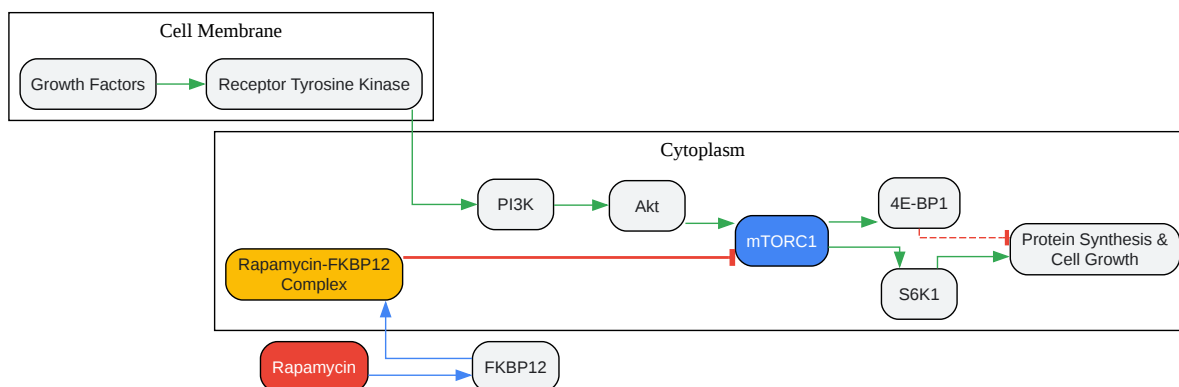 Cell Membrane
Growth Factors
Receptor Tyrosine Kinase
Cytoplasm
PI3K
Akt
4E-BP1
mTORC1
Protein Synthesis &
Cell Growth
Rapamycin-FKBP12
Complex
S6K1
Rapamycin
FKBP12